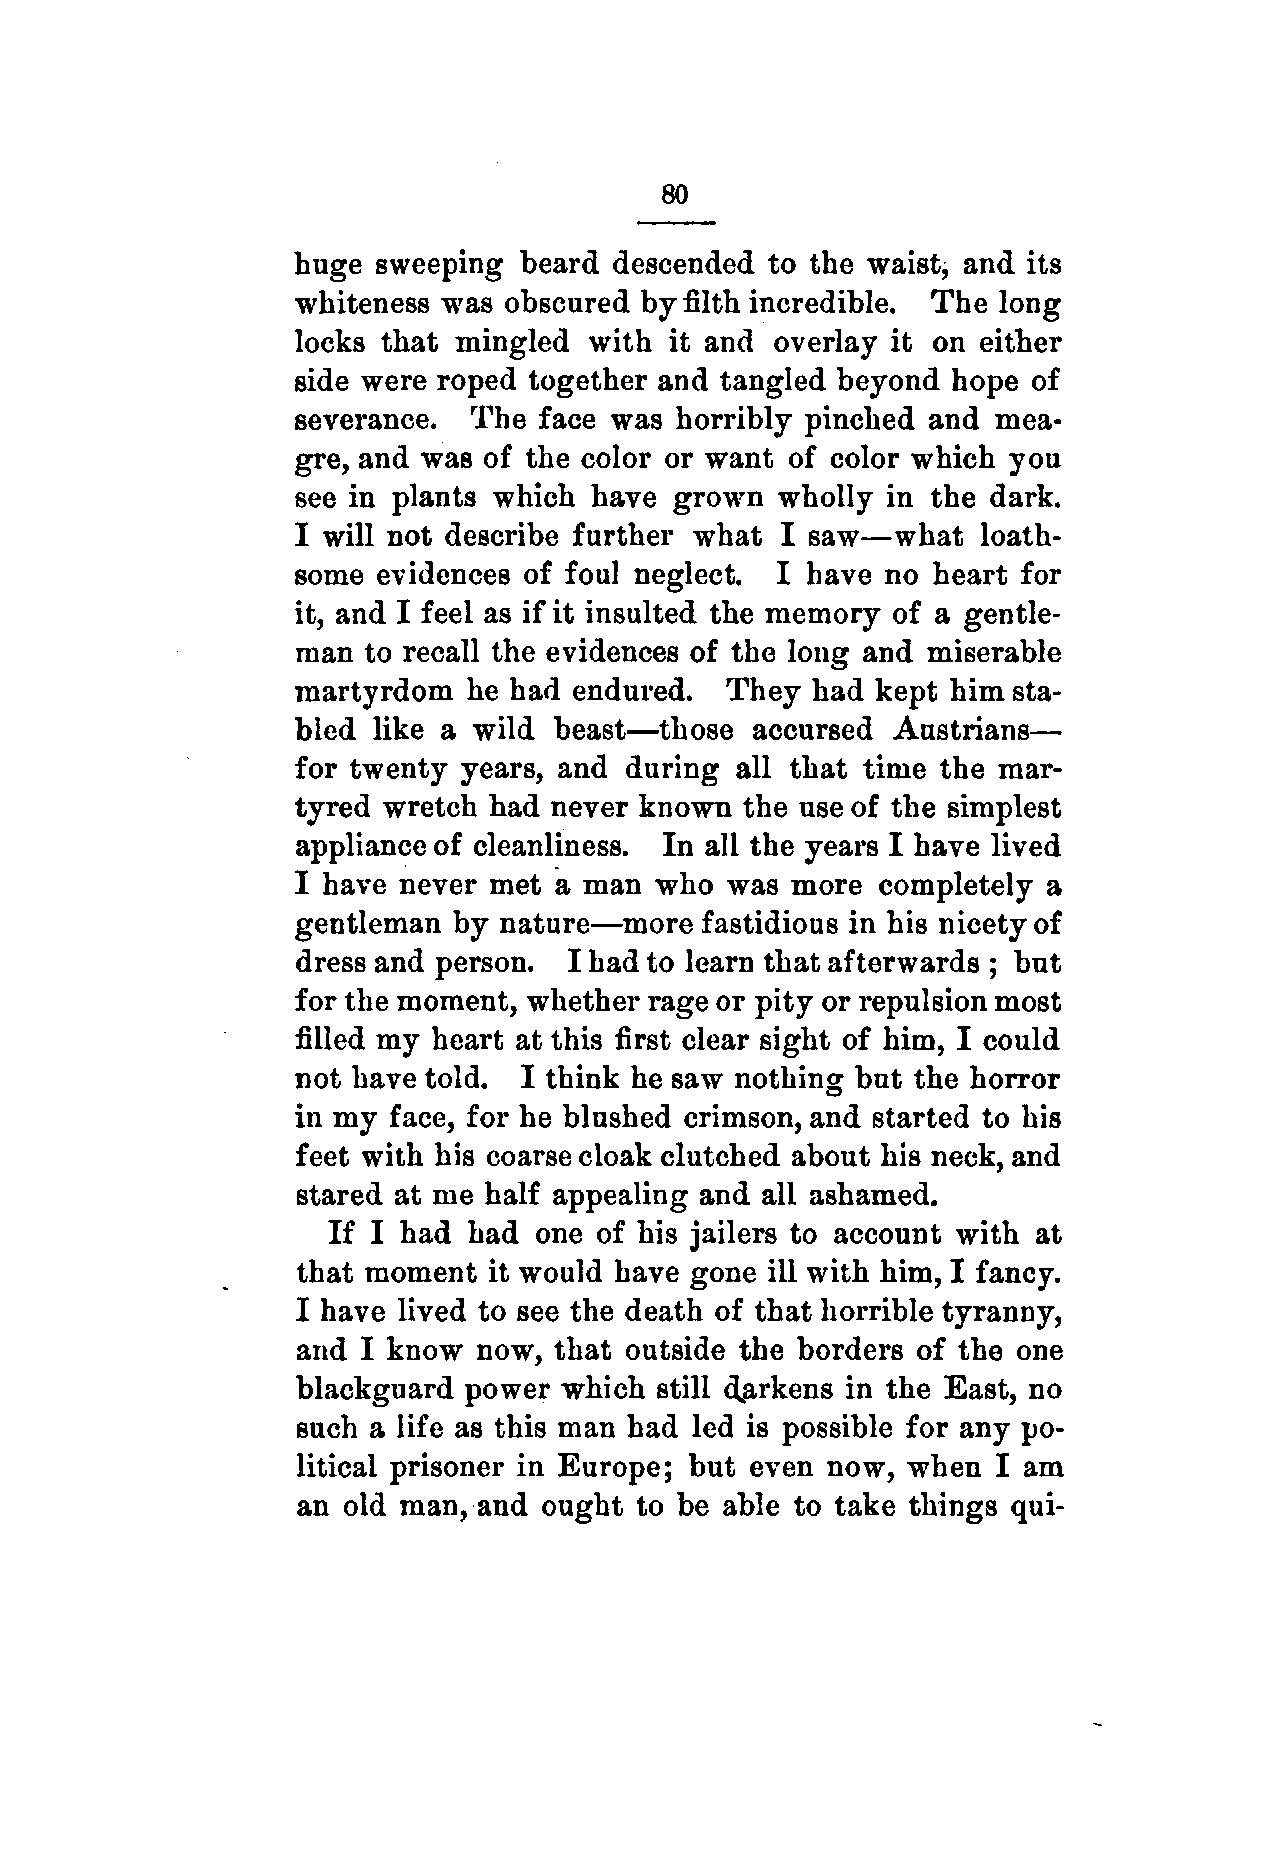 80
huge sweeping beard descended to the waist, and its
whiteness was obscured by filth incredible. The long
locks that mingled with it and overlay it on either
side were roped together and tangled beyond hope of
severance. The face was horribly pinched and mea-
gre, and was of the color or want of color which you
see in plants which have grown wholly in the dark.
I will not describe further what I saw—what loath-
some evidences of foul neglect. I have no heart for
it, and I feel as if it insulted the memory of a gentle-
man to recall the evidences of the long and miserable
martyrdom he had endured. They had kept him sta-
bled like a wild beast—those accursed Austrians—
for twenty years, and during all that time the mar-
tyred wretch had never known the use of the simplest
appliance of cleanliness. In all the years I have lived
I have never met a man who was more completely a
gentleman by nature—more fastidious in his nicety of
dress and person. I had to learn that afterwards ; but
for the moment, whether rage or pity or repulsion most
filled my heart at this first clear sight of him, I could
not have told. I think he saw nothing but the horror
in my face, for he blushed crimson, and started to his
feet with his coarse cloak clutched about his neck, and
stared at me half appealing and all ashamed.
If I had had one of his jailers to account with at
that moment it would have gone ill with him, I fancy.
I have lived to see the death of that horrible tyranny,
and I know now, that outside the borders of the one
blackguard power which still darkens in the East, no
such a life as this man had led is possible for any po-
litical prisoner in Europe; but even now, when I am
an old man, and ought to be able to take things qui-